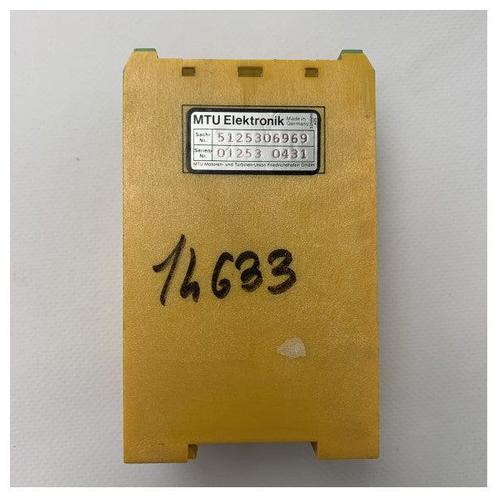 MTU Elektronik Made in Germany
Sach-Nr. 5125306969
Serien-Nr. 01253 0431
MTU Motoren- und Turbinen-Union Friedrichshafen GmbH
14633